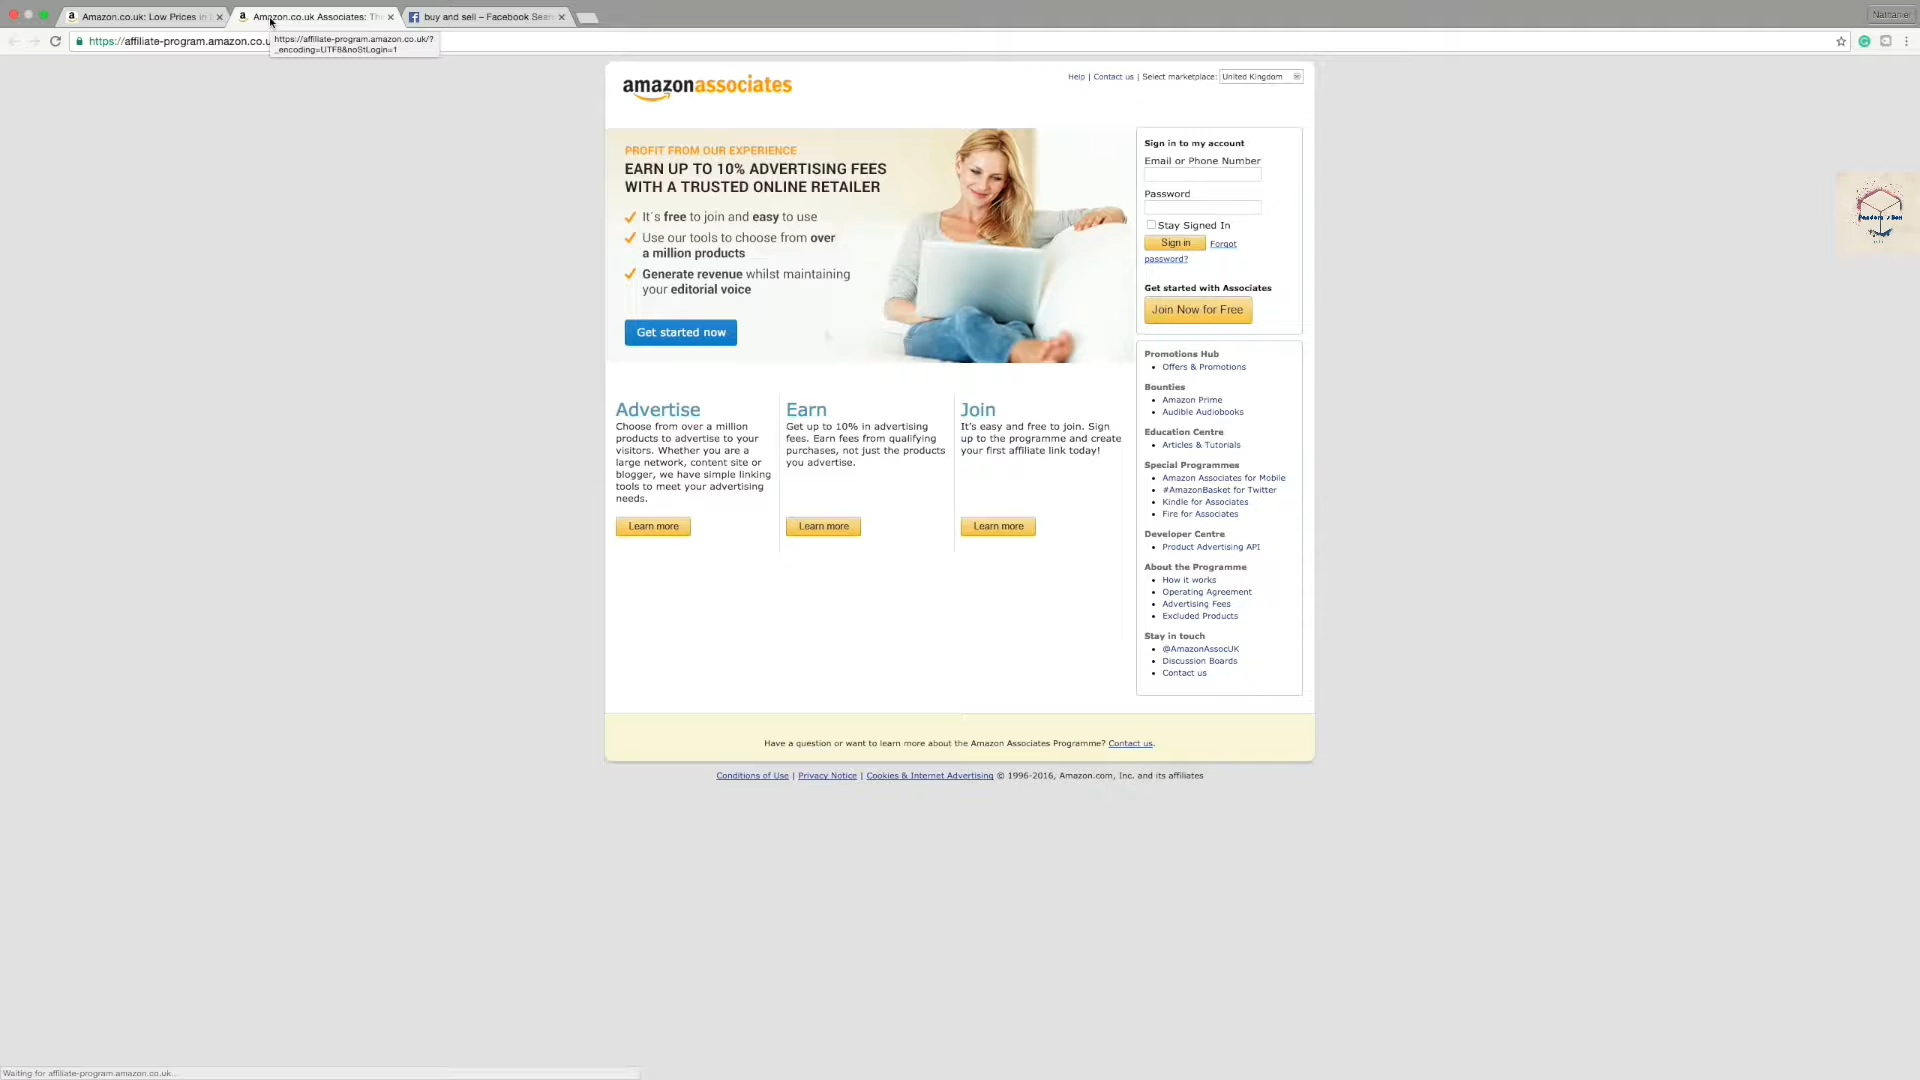 Amazon.co.uk: Low Prices in
Amazon.co.uk Associates: Th
buy and sell – Facebook Sear
Nathaniel
https://affiliate-program.amazon.co.u
https://affiliate-program.amazon.co.uk/?
_encoding=UTF8&noStLogin=1
amazonassociates
Help | Contact us | Select marketplace: United Kingdom
PROFIT FROM OUR EXPERIENCE
EARN UP TO 10% ADVERTISING FEES
WITH A TRUSTED ONLINE RETAILER
It´s free to join and easy to use
Use our tools to choose from over
a million products
Generate revenue whilst maintaining
your editorial voice
Get started now
Sign in to my account
Email or Phone Number
Password
Stay Signed In
Sign in Forgot
password?
Get started with Associates
Join Now for Free
Advertise
Choose from over a million
products to advertise to your
visitors. Whether you are a
large network, content site or
blogger, we have simple linking
tools to meet your advertising
needs.
Learn more
Earn
Get up to 10% in advertising
fees. Earn fees from qualifying
purchases, not just the products
you advertise.
Learn more
Join
It's easy and free to join. Sign
up to the programme and create
your first affiliate link today!
Learn more
Promotions Hub
Offers & Promotions
Bounties
Amazon Prime
Audible Audiobooks
Education Centre
Articles & Tutorials
Special Programmes
Amazon Associates for Mobile
#AmazonBasket for Twitter
Kindle for Associates
Fire for Associates
Developer Centre
Product Advertising API
About the Programme
How it works
Operating Agreement
Advertising Fees
Excluded Products
Stay in touch
@AmazonAssocUK
Discussion Boards
Contact us
Pandora's Box
Have a question or want to learn more about the Amazon Associates Programme? Contact us.
Conditions of Use | Privacy Notice | Cookies & Internet Advertising © 1996-2016, Amazon.com, Inc. and its affiliates
Waiting for affiliate-program.amazon.co.uk...